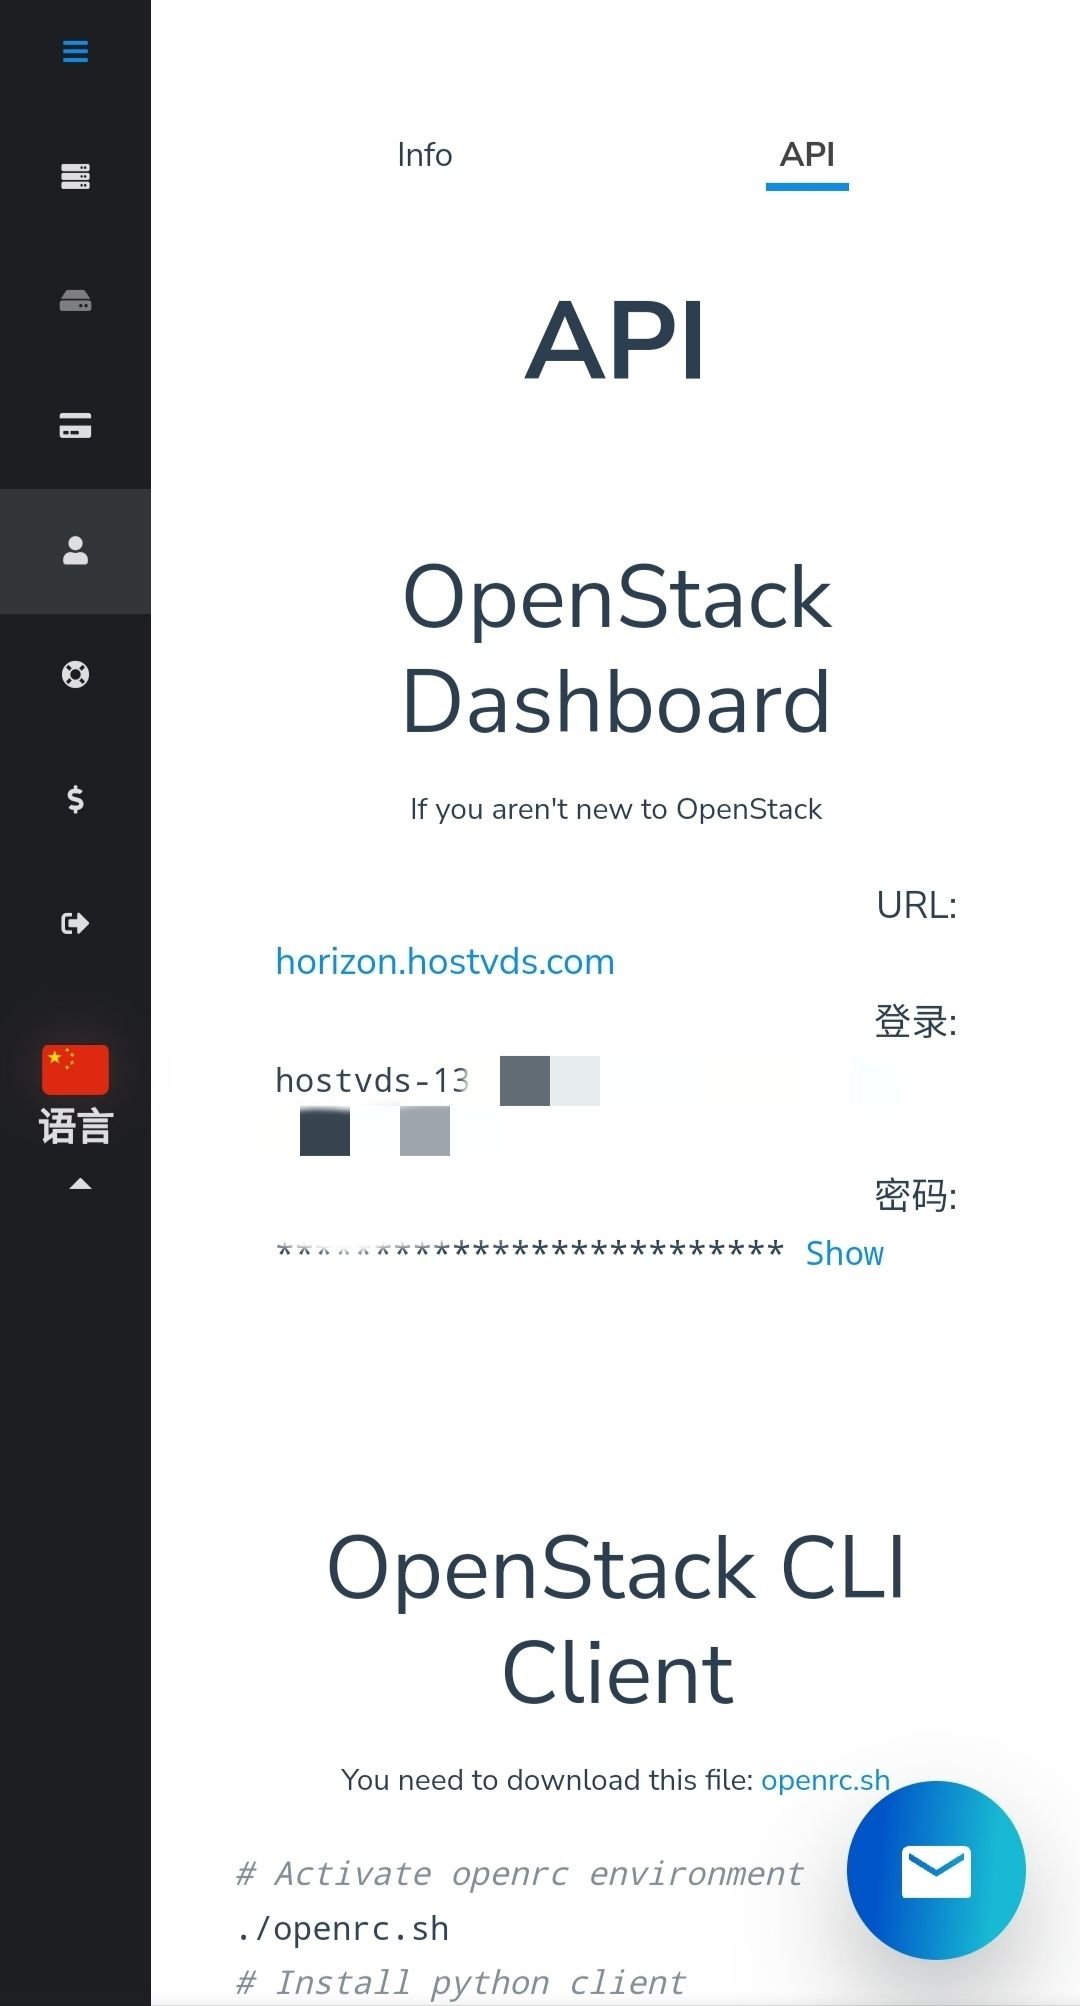 Info
API
API
OpenStack
Dashboard
If you aren't new to OpenStack
URL:
horizon.hostvds.com
登录:
hostvds-13
密码:
************************** Show
语言
OpenStack CLI
Client
You need to download this file: openrc.sh
# Activate openrc environment
./openrc.sh
# Install python client